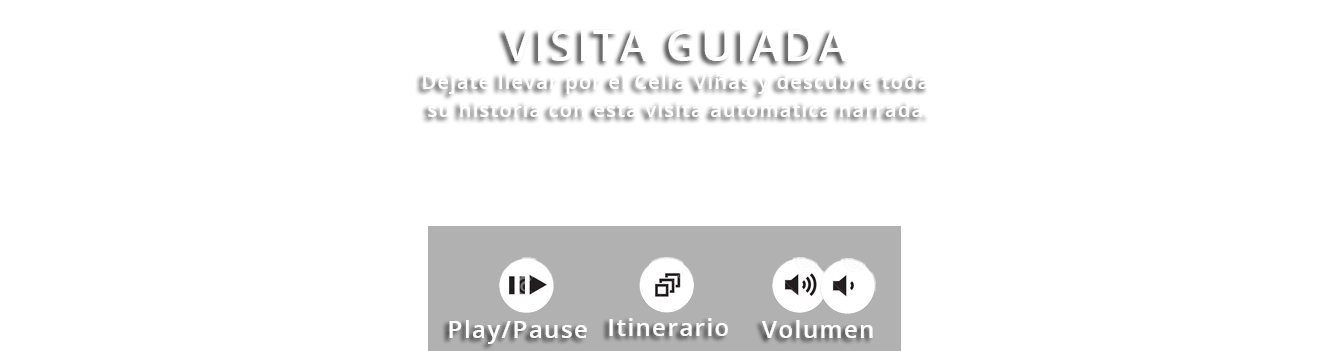 VISITA GUIADA
Déjate llevar por el Celia Viñas y descubre toda
su historia con esta visita automática narrada.
Play/Pause Itinerario Volumen